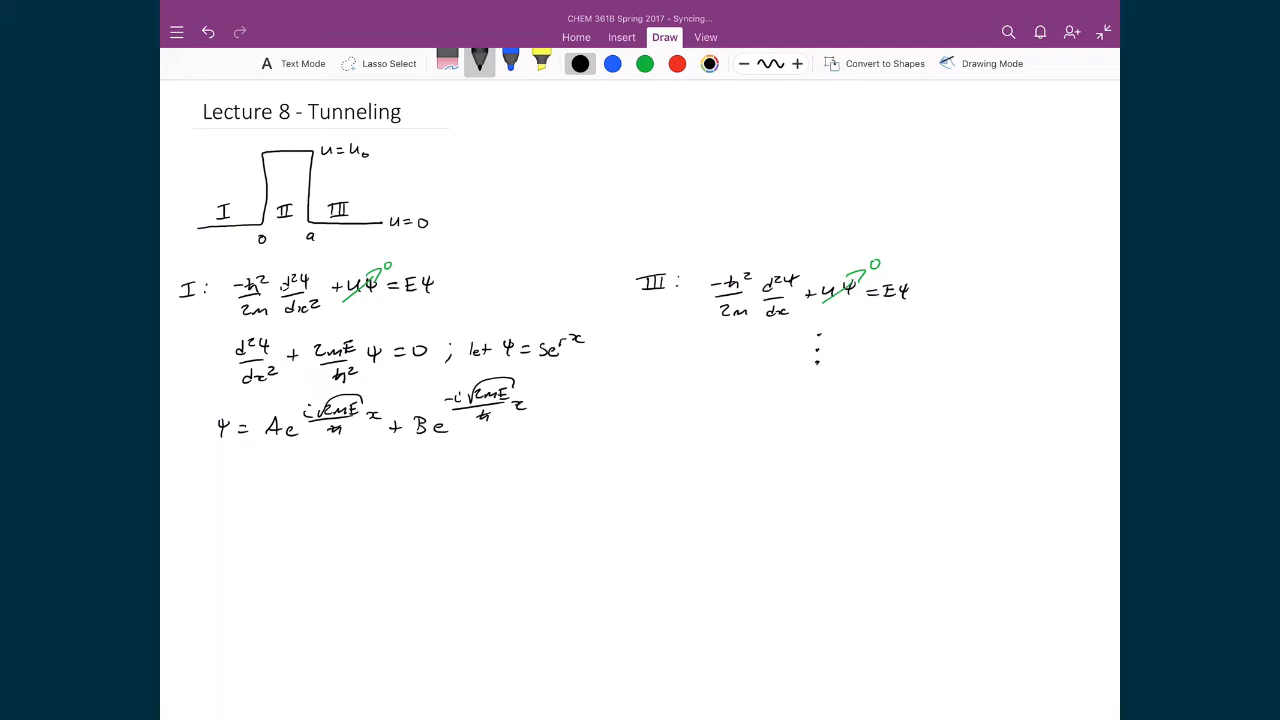 CHEM 361B Spring 2017 - Syncing...
Home Insert Draw View
Text Mode Lasso Select Convert to Shapes Drawing Mode
Lecture 8 - Tunneling
u = u₀
I II III
u = 0
0 a
I: -ħ²/2m d²ψ/dx² + uψ → 0 = Eψ
d²ψ/dx² + 2mE/ħ² ψ = 0 ; let ψ = Se^rx
ψ = Ae^(i√2mE/ħ x) + Be^(-i√2mE/ħ x)
III: -ħ²/2m d²ψ/dx + uψ → 0 = Eψ
⋮